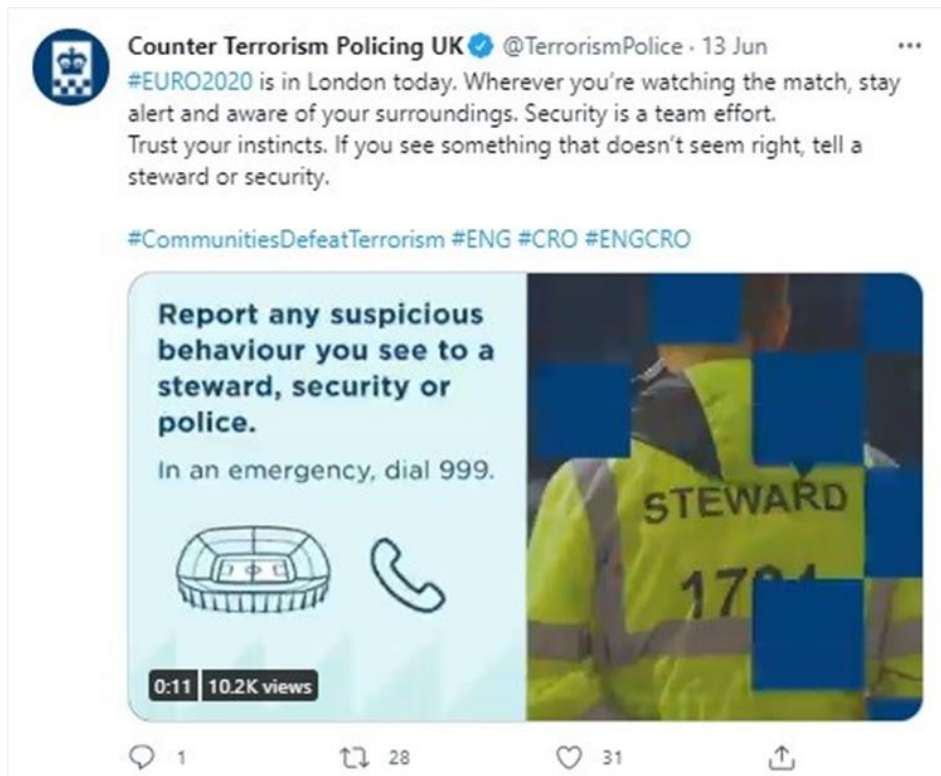 Counter Terrorism Policing UK @TerrorismPolice · 13 Jun
#EURO2020 is in London today. Wherever you're watching the match, stay
alert and aware of your surroundings. Security is a team effort.
Trust your instincts. If you see something that doesn't seem right, tell a
steward or security.
#CommunitiesDefeatTerrorism #ENG #CRO #ENGCRO
Report any suspicious
behaviour you see to a
steward, security or
police.
In an emergency, dial 999.
STEWARD
0:11 10.2K views
1 28 31